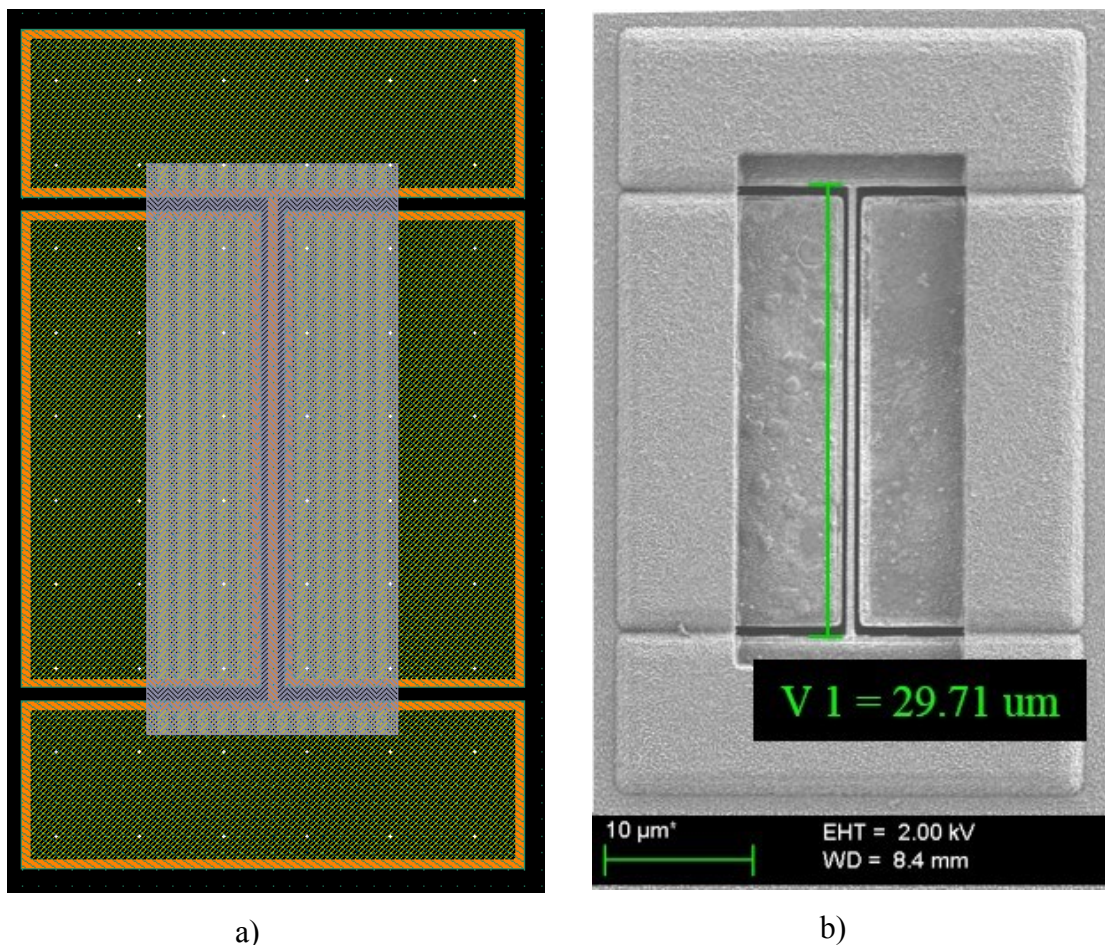 V 1 = 29.71 um
10 µm*
EHT = 2.00 kV
WD = 8.4 mm
a)
b)